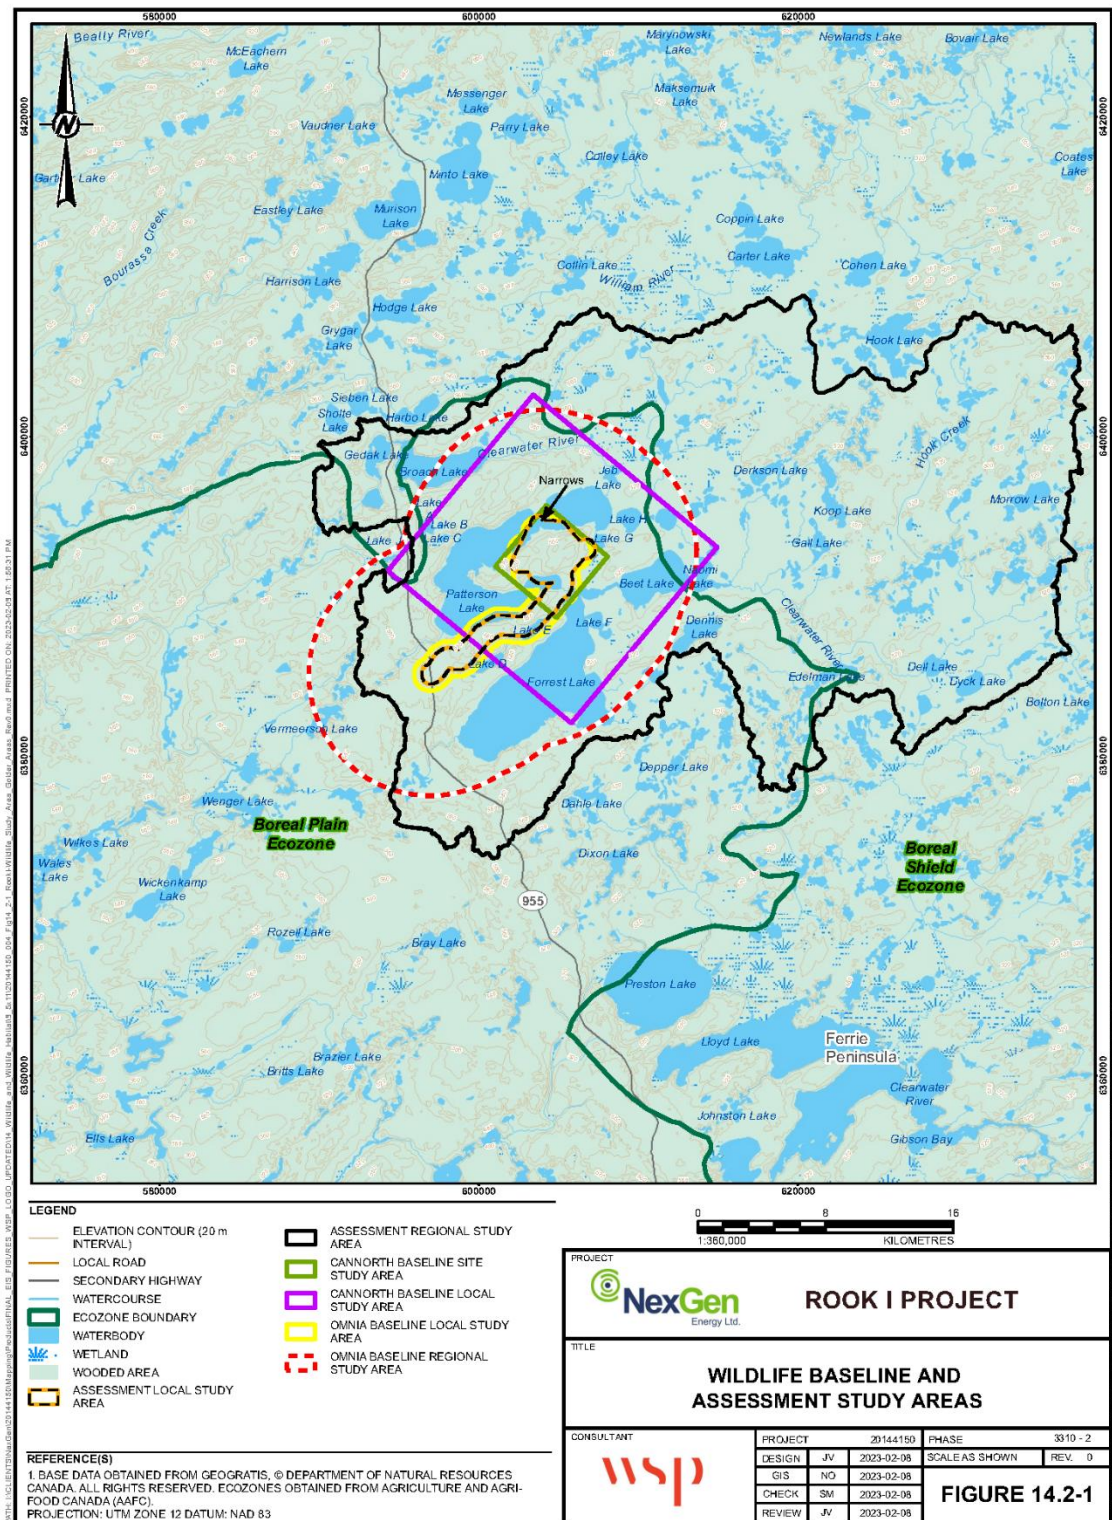 580000
600000
620000
Beatty River
McEachern
Lake
Marynowski
Lake
Newlands Lake
Bovair Lake
Messenger
Lake
Maksemuik
Lake
6420000
6420000
Vaudner Lake
Parry Lake
N
Colley Lake
Coates
Lake
Minto Lake
Eastley Lake
Murison
Lake
Coppin Lake
Bourassa Creek
Carter Lake
Collin Lake
Cohen Lake
Harrison Lake
William River
Hodge Lake
Grygar
Lake
Hook Lake
Sieben Lake
Sholte
Lake
Harbo Lake
6400000
6400000
Clearwater River
Hook Creek
Gedak Lake
Broach Lake
Jeb
Lake
Derkson Lake
Narrows
Morrow Lake
Lake
Lake H
Koop Lake
Lake B
Lake C
Lake G
Gall Lake
Lake J
Naomi
Lake
Beet Lake
Patterson
Lake
Clearwater River
Lake F
Lake E
Dennis
Lake
Lake D
Dell Lake
Forrest Lake
Edelman Lake
Dyck Lake
Bolton Lake
Vermeerson Lake
6380000
6380000
Depper Lake
Wenger Lake
Dahle Lake
Boreal Plain
Ecozone
Wilkes Lake
Wales
Lake
Dixon Lake
Boreal
Shield
Ecozone
Wickenkamp
Lake
955
Rozell Lake
Bray Lake
Preston Lake
Lloyd Lake
Ferrie
Peninsula
Brazier Lake
6360000
6360000
Britts Lake
Clearwater
River
Johnston Lake
Ells Lake
Gibson Bay
580000
600000
620000
LEGEND
ELEVATION CONTOUR (20 m
INTERVAL)
LOCAL ROAD
SECONDARY HIGHWAY
WATERCOURSE
ECOZONE BOUNDARY
WATERBODY
WETLAND
WOODED AREA
ASSESSMENT LOCAL STUDY
AREA
ASSESSMENT REGIONAL STUDY
AREA
CANNORTH BASELINE SITE
STUDY AREA
CANNORTH BASELINE LOCAL
STUDY AREA
OMNIA BASELINE LOCAL STUDY
AREA
OMNIA BASELINE REGIONAL
STUDY AREA
0 8 16
1:360,000 KILOMETRES
REFERENCE(S)
1. BASE DATA OBTAINED FROM GEOGRATIS, © DEPARTMENT OF NATURAL RESOURCES
CANADA. ALL RIGHTS RESERVED. ECOZONES OBTAINED FROM AGRICULTURE AND AGRI-
FOOD CANADA (AAFC).
PROJECTION: UTM ZONE 12 DATUM: NAD 83
PROJECT
NexGen
Energy Ltd.
ROOK I PROJECT
TITLE
WILDLIFE BASELINE AND
ASSESSMENT STUDY AREAS
CONSULTANT
wsp
PROJECT 20144150 PHASE 3310 - 2
DESIGN JV 2023-02-08 SCALE AS SHOWN REV. 0
GIS NO 2023-02-08
CHECK SM 2023-02-08
REVIEW JV 2023-02-08
FIGURE 14.2-1